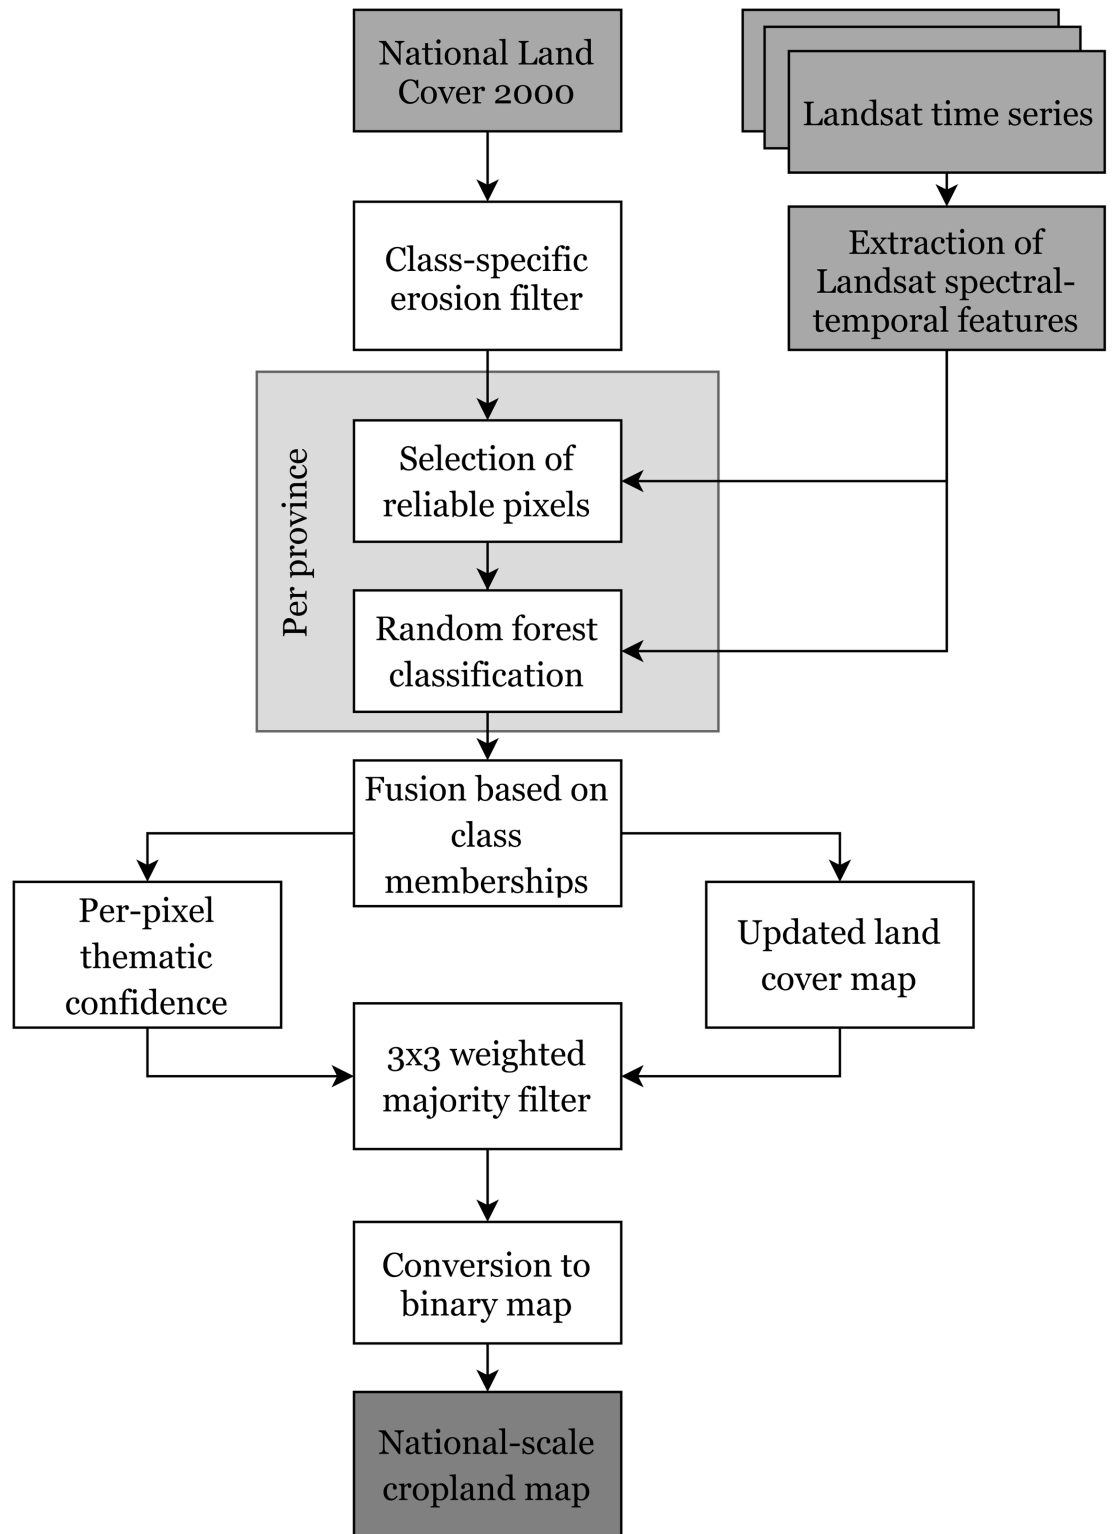 National Land
Cover 2000
Landsat time series
Class-specific
erosion filter
Extraction of
Landsat spectral-
temporal features
Per province
Selection of
reliable pixels
Random forest
classification
Fusion based on
class
memberships
Per-pixel
thematic
confidence
Updated land
cover map
3x3 weighted
majority filter
Conversion to
binary map
National-scale
cropland map